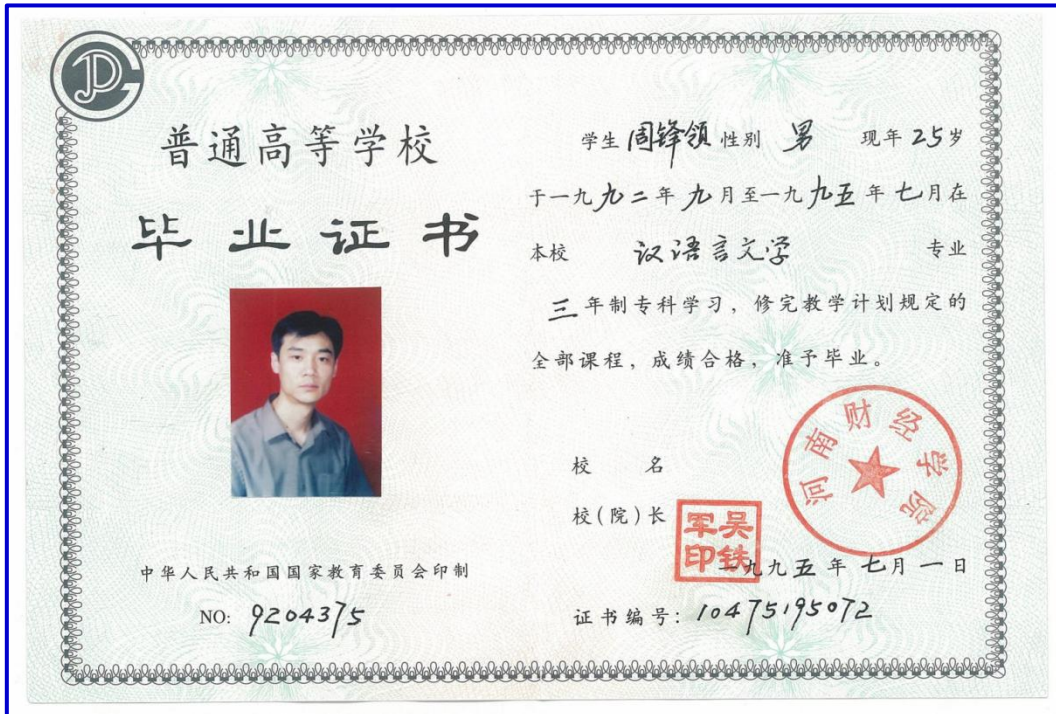 普通高等学校
毕业证书
中华人民共和国国家教育委员会印制
NO: 9204375
学生 周锋领 性别 男 现年 25 岁
于一九九二年九月至一九九五年七月在
本校 汉语言文学 专业
三年制专科学习，修完教学计划规定的
全部课程，成绩合格，准予毕业。
校 名
河南财经学院
校(院)长
吴铁军印
一九九五年七月一日
证书编号: 10475195072